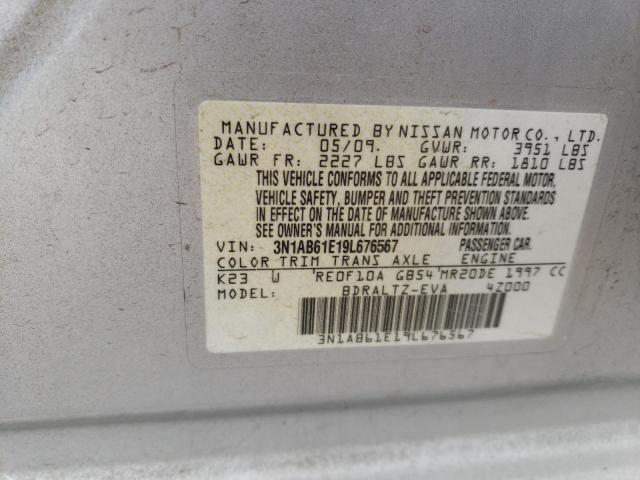 MANUFACTURED BY NISSAN MOTOR CO., LTD.
DATE: 05/09. GVWR: 3951 LBS
GAWR FR: 2227 LBS GAWR RR: 1810 LBS
THIS VEHICLE CONFORMS TO ALL APPLICABLE FEDERAL MOTOR
VEHICLE SAFETY, BUMPER AND THEFT PREVENTION STANDARDS
IN EFFECT ON THE DATE OF MANUFACTURE SHOWN ABOVE.
SEE OWNER'S MANUAL FOR ADDITIONAL INFORMATION.
VIN: 3N1AB61E19L676567 PASSENGER CAR.
COLOR TRIM TRANS AXLE ENGINE
K23 W RE0F10A GB54 MR20DE 1997 CC
MODEL: BDRALTZ-EVA 4Z000
3N1AB61E19L676567